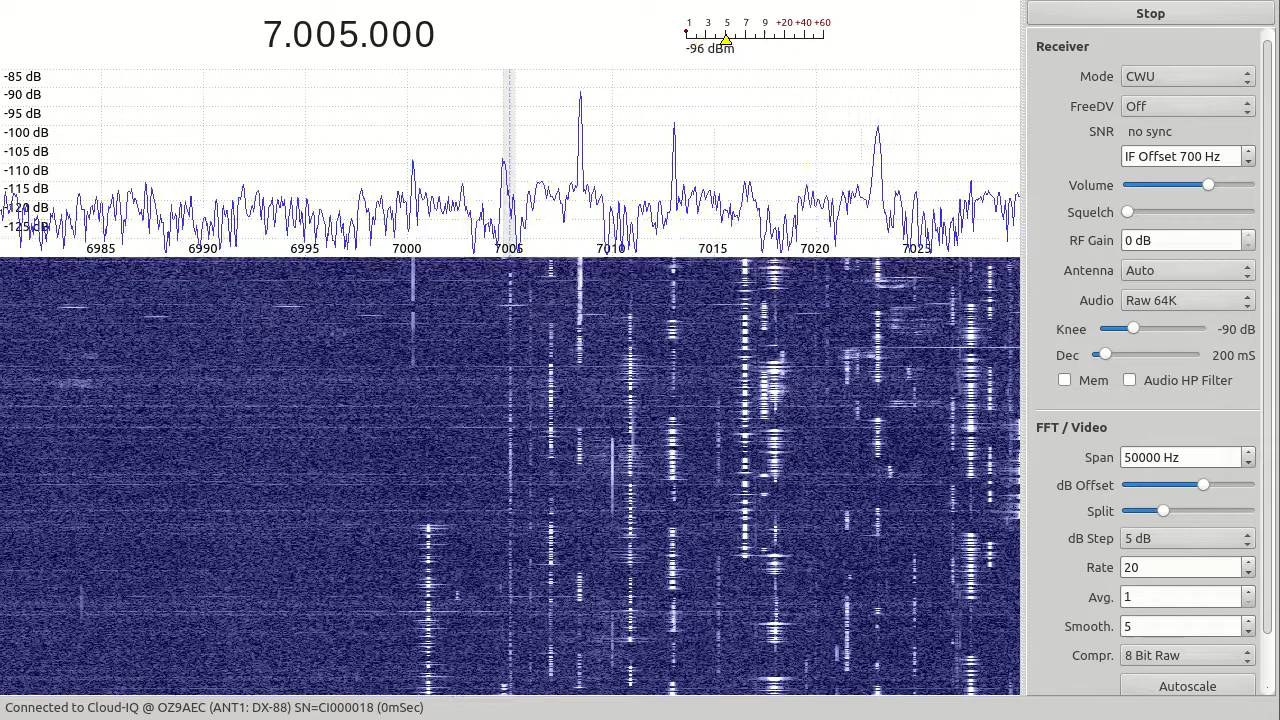 7.005.000
1 3 5 7 9 +20 +40 +60
-96 dBm
-85 dB
-90 dB
-95 dB
-100 dB
-105 dB
-110 dB
-115 dB
-120 dB
-125 dB
6985 6990 6995 7000 7005 7010 7015 7020 7025
Stop
Receiver
Mode CWU
FreeDV Off
SNR no sync
IF Offset 700 Hz
Volume
Squelch
RF Gain 0 dB
Antenna Auto
Audio Raw 64K
Knee -90 dB
Dec 200 mS
Mem Audio HP Filter
FFT / Video
Span 50000 Hz
dB Offset
Split
dB Step 5 dB
Rate 20
Avg. 1
Smooth. 5
Compr. 8 Bit Raw
Autoscale
Connected to Cloud-IQ @ OZ9AEC (ANT1: DX-88) SN=CI000018 (0mSec)